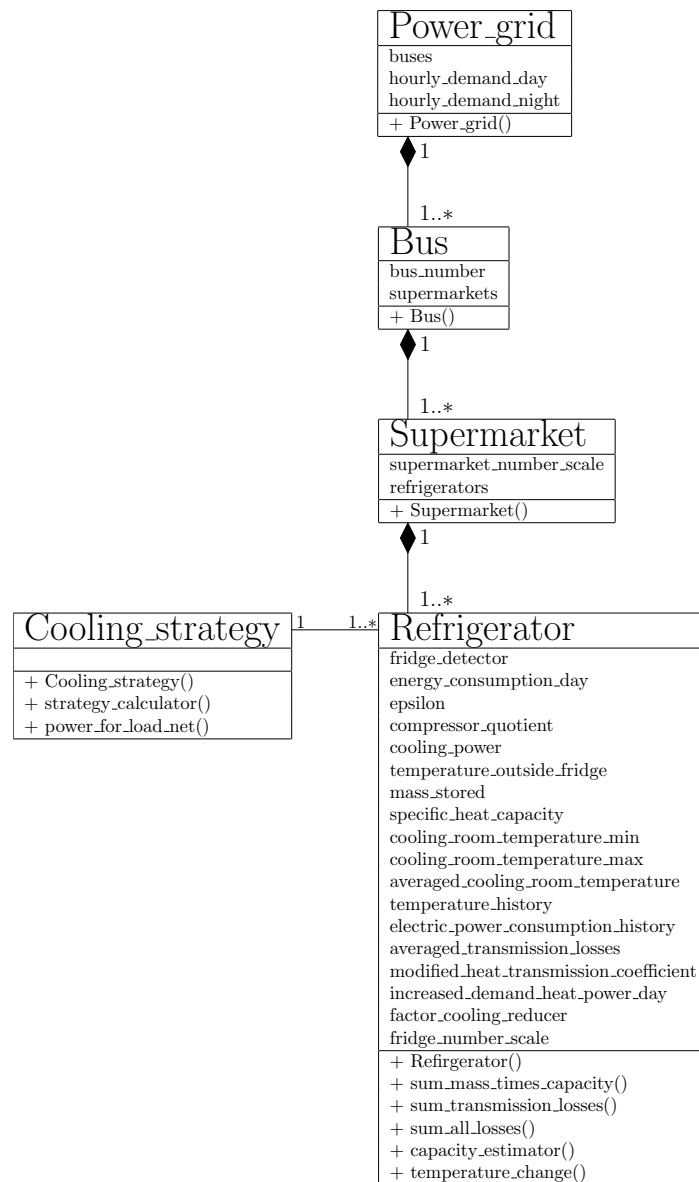 Power_grid
buses
hourly_demand_day
hourly_demand_night
+ Power_grid()
1
1..*
Bus
bus_number
supermarkets
+ Bus()
1
1..*
Supermarket
supermarket_number_scale
refrigerators
+ Supermarket()
1
1..*
Cooling_strategy
+ Cooling_strategy()
+ strategy_calculator()
+ power_for_load_net()
1
1..*
Refrigerator
fridge_detector
energy_consumption_day
epsilon
compressor_quotient
cooling_power
temperature_outside_fridge
mass_stored
specific_heat_capacity
cooling_room_temperature_min
cooling_room_temperature_max
averaged_cooling_room_temperature
temperature_history
electric_power_consumption_history
averaged_transmission_losses
modified_heat_transmission_coefficient
increased_demand_heat_power_day
factor_cooling_reducer
fridge_number_scale
+ Refirgerator()
+ sum_mass_times_capacity()
+ sum_transmission_losses()
+ sum_all_losses()
+ capacity_estimator()
+ temperature_change()